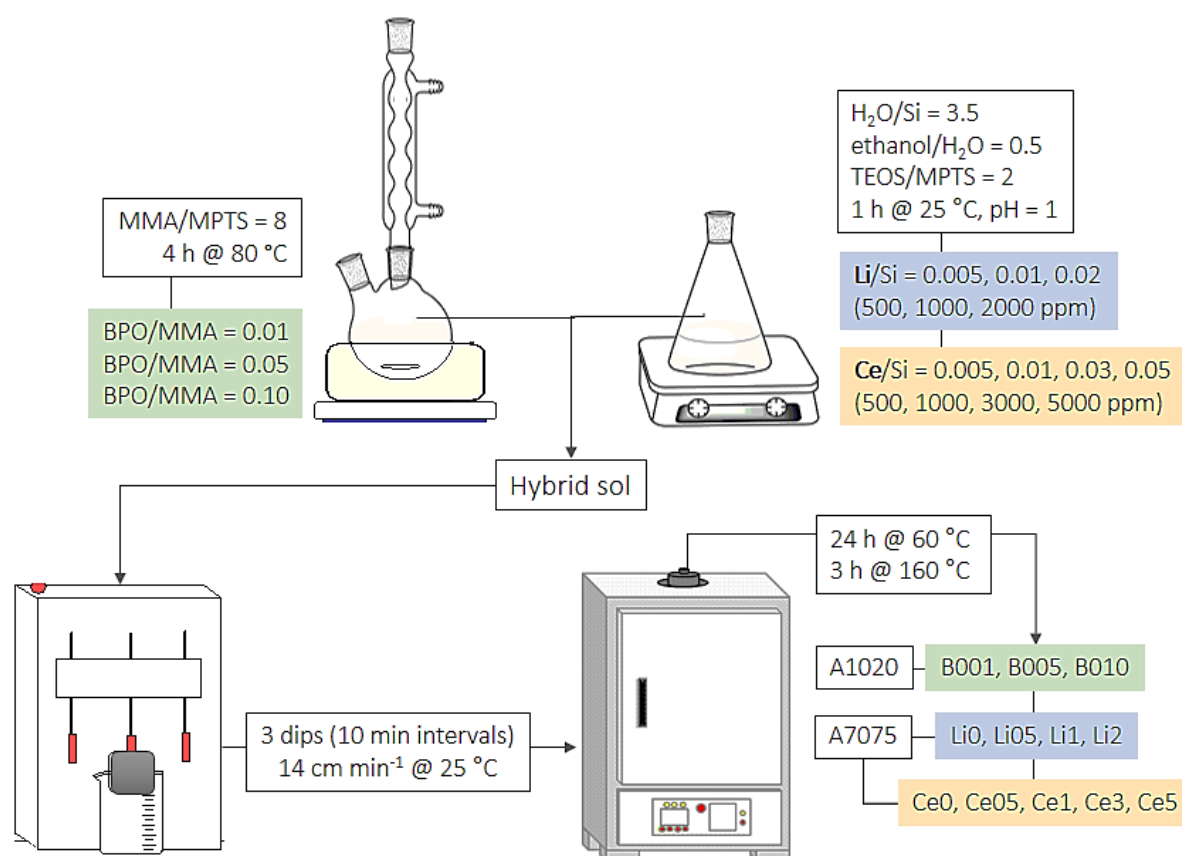 H₂O/Si = 3.5
ethanol/H₂O = 0.5
TEOS/MPTS = 2
1 h @ 25 °C, pH = 1
MMA/MPTS = 8
4 h @ 80 °C
Li/Si = 0.005, 0.01, 0.02
(500, 1000, 2000 ppm)
BPO/MMA = 0.01
BPO/MMA = 0.05
BPO/MMA = 0.10
Ce/Si = 0.005, 0.01, 0.03, 0.05
(500, 1000, 3000, 5000 ppm)
Hybrid sol
24 h @ 60 °C
3 h @ 160 °C
A1020
B001, B005, B010
3 dips (10 min intervals)
14 cm min⁻¹ @ 25 °C
A7075
Li0, Li05, Li1, Li2
Ce0, Ce05, Ce1, Ce3, Ce5